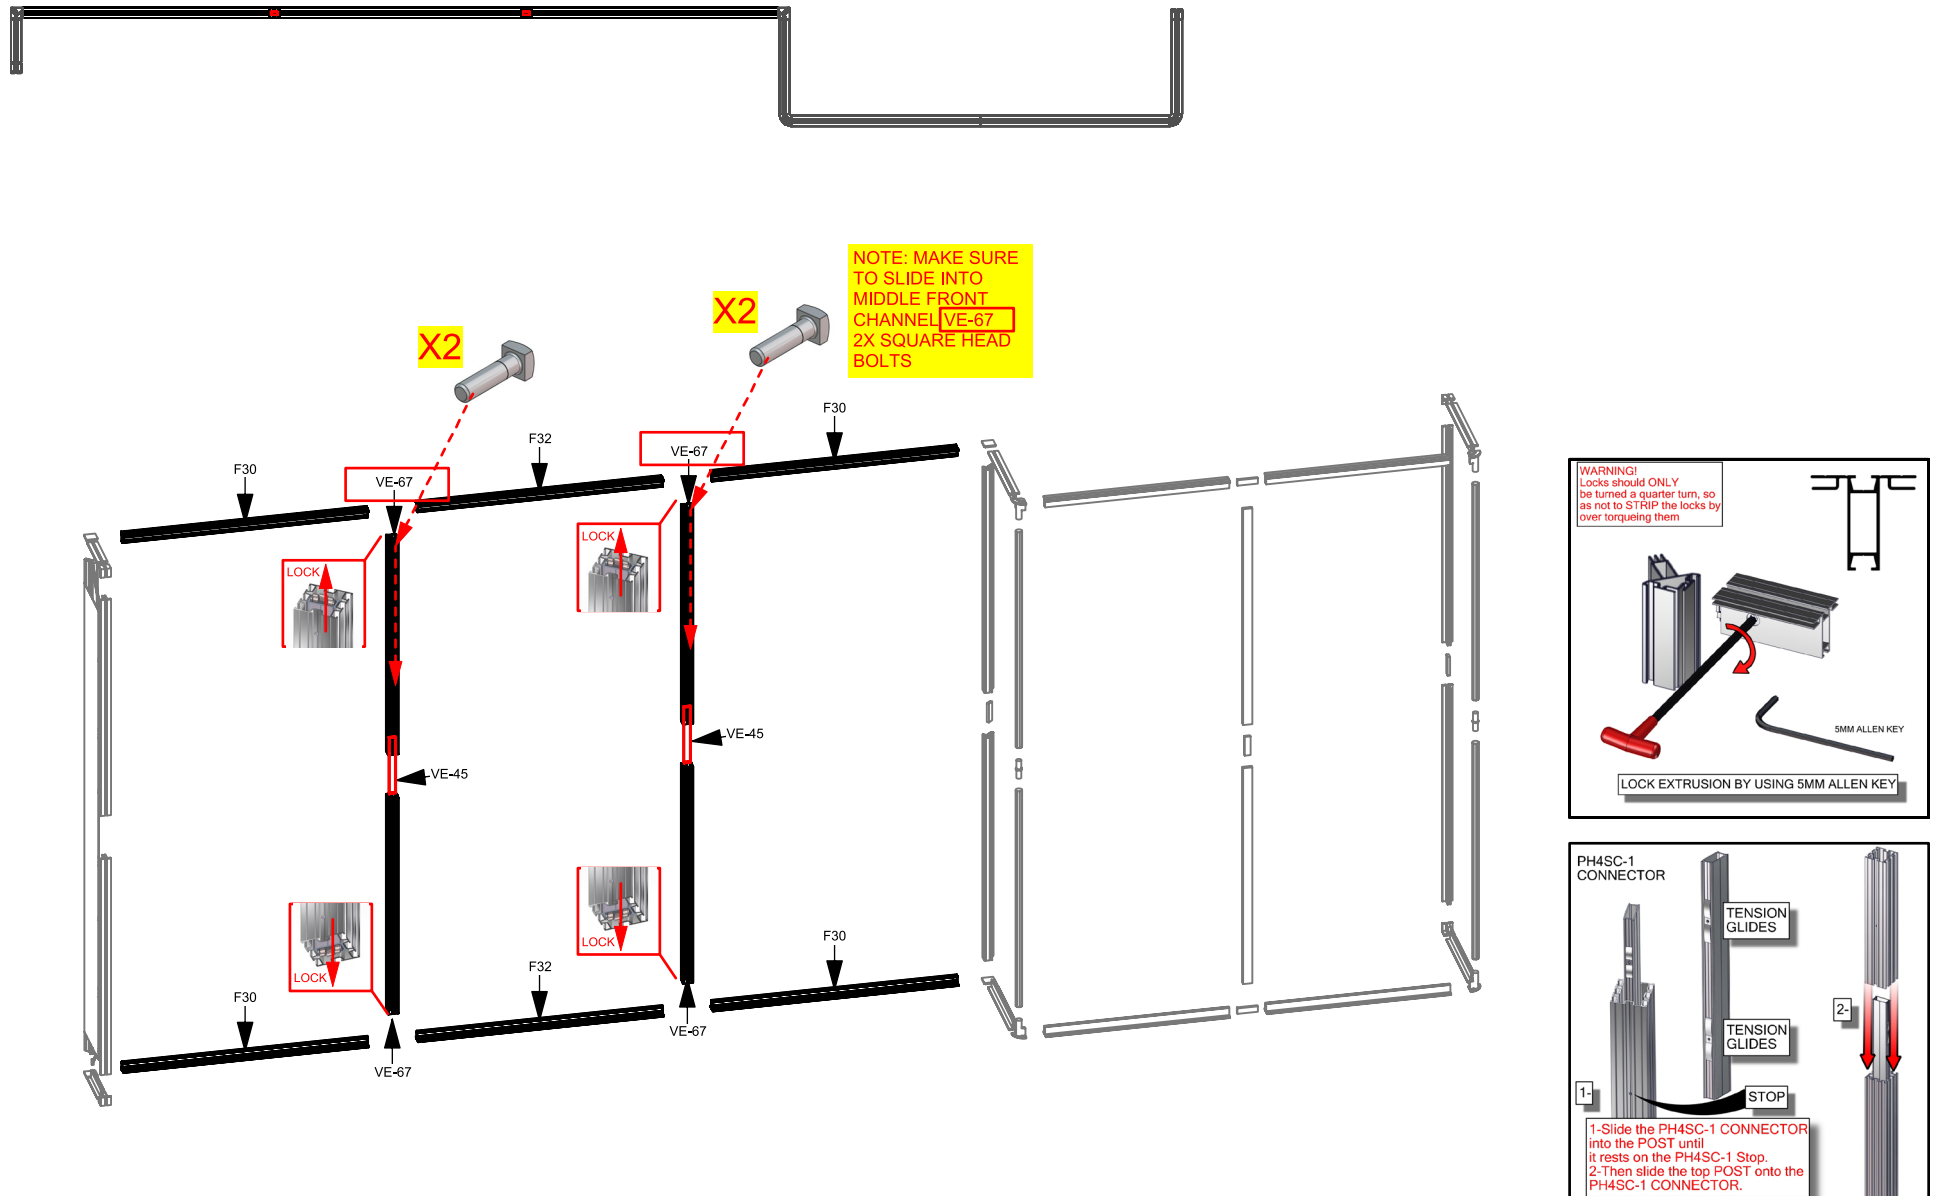 NOTE: MAKE SURE
TO SLIDE INTO
MIDDLE FRONT
CHANNEL VE-67
2X SQUARE HEAD
BOLTS
X2
X2
F30
F32
F30
VE-67
VE-67
LOCK
LOCK
VE-45
VE-45
LOCK
LOCK
F30
F32
F30
VE-67
VE-67
WARNING!
Locks should ONLY
be turned a quarter turn, so
as not to STRIP the locks by
over torqueing them
5MM ALLEN KEY
LOCK EXTRUSION BY USING 5MM ALLEN KEY
PH4SC-1
CONNECTOR
TENSION
GLIDES
TENSION
GLIDES
2-
1-
STOP
1-Slide the PH4SC-1 CONNECTOR
into the POST until
it rests on the PH4SC-1 Stop.
2-Then slide the top POST onto the
PH4SC-1 CONNECTOR.